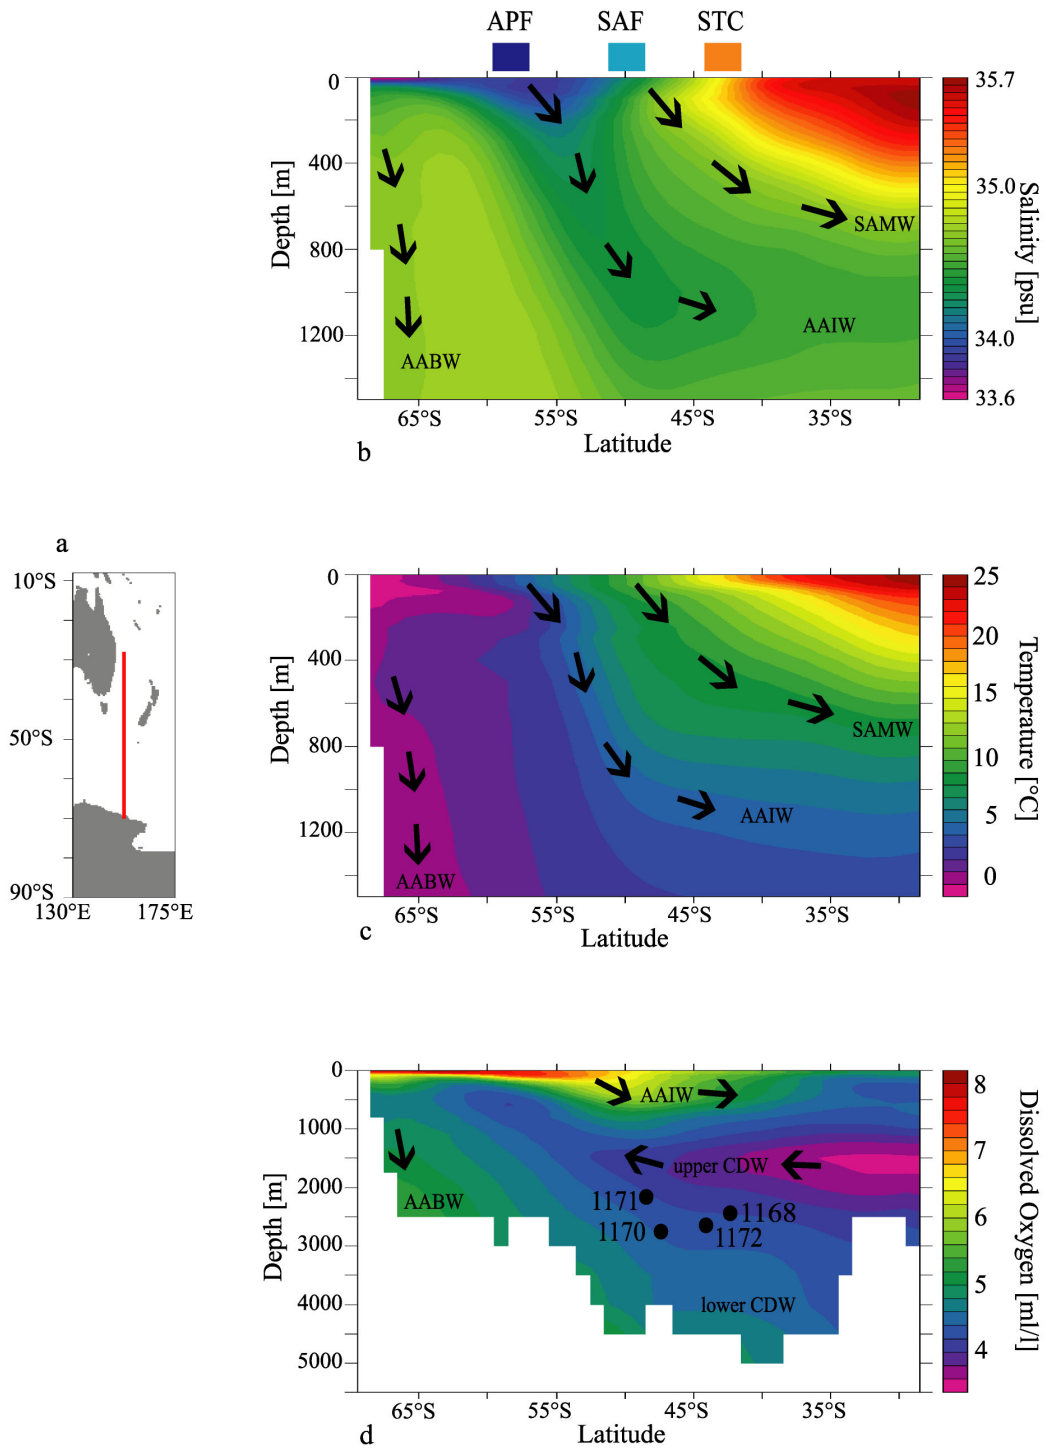 APF SAF STC
0
400
800
1200
Depth [m]
SAMW
AAIW
AABW
65°S 55°S 45°S 35°S
Latitude
b
35.7
35.0
34.0
33.6
Salinity [psu]
a
10°S
50°S
90°S
130°E 175°E
0
400
800
1200
Depth [m]
SAMW
AAIW
AABW
65°S 55°S 45°S 35°S
Latitude
c
25
20
15
10
5
0
Temperature [°C]
0
1000
2000
3000
4000
5000
Depth [m]
AAIW
upper CDW
AABW
1171
1168
1170
1172
lower CDW
65°S 55°S 45°S 35°S
Latitude
d
8
7
6
5
4
Dissolved Oxygen [ml/l]